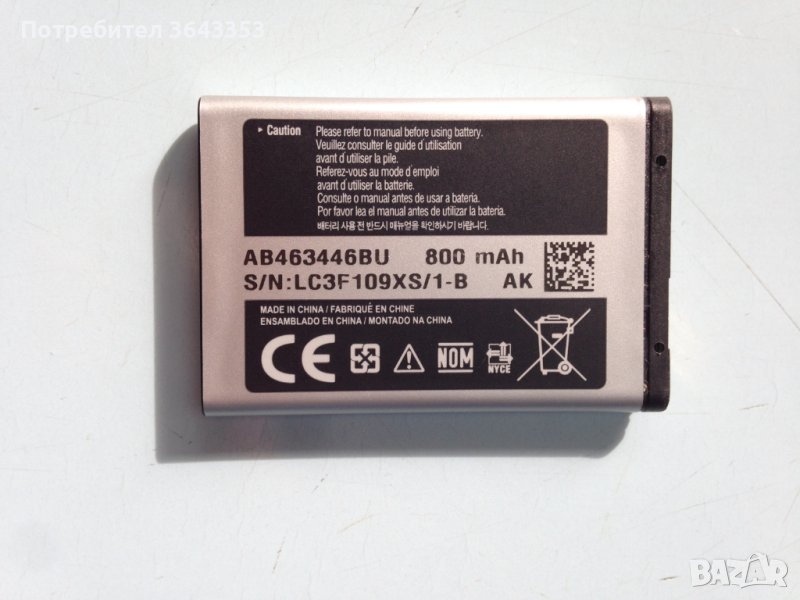 Потребител 3643353
Caution
Please refer to manual before using battery.
Veuillez consulter le guide d'utilisation
avant d'utiliser la pile.
Referez-vous au mode d'emploi
avant d'utiliser la batterie.
Consulte o manual antes de usar a bateria.
Por favor lea el manual antes de utilizar la bateria.
배터리 사용 전 반드시 매뉴얼을 확인하시기 바랍니다.
AB463446BU 800 mAh
S/N:LC3F109XS/1-B AK
MADE IN CHINA / FABRIQUÉ EN CHINE
ENSAMBLADO EN CHINA / MONTADO NA CHINA
CE NOM NYCE
BAZAR